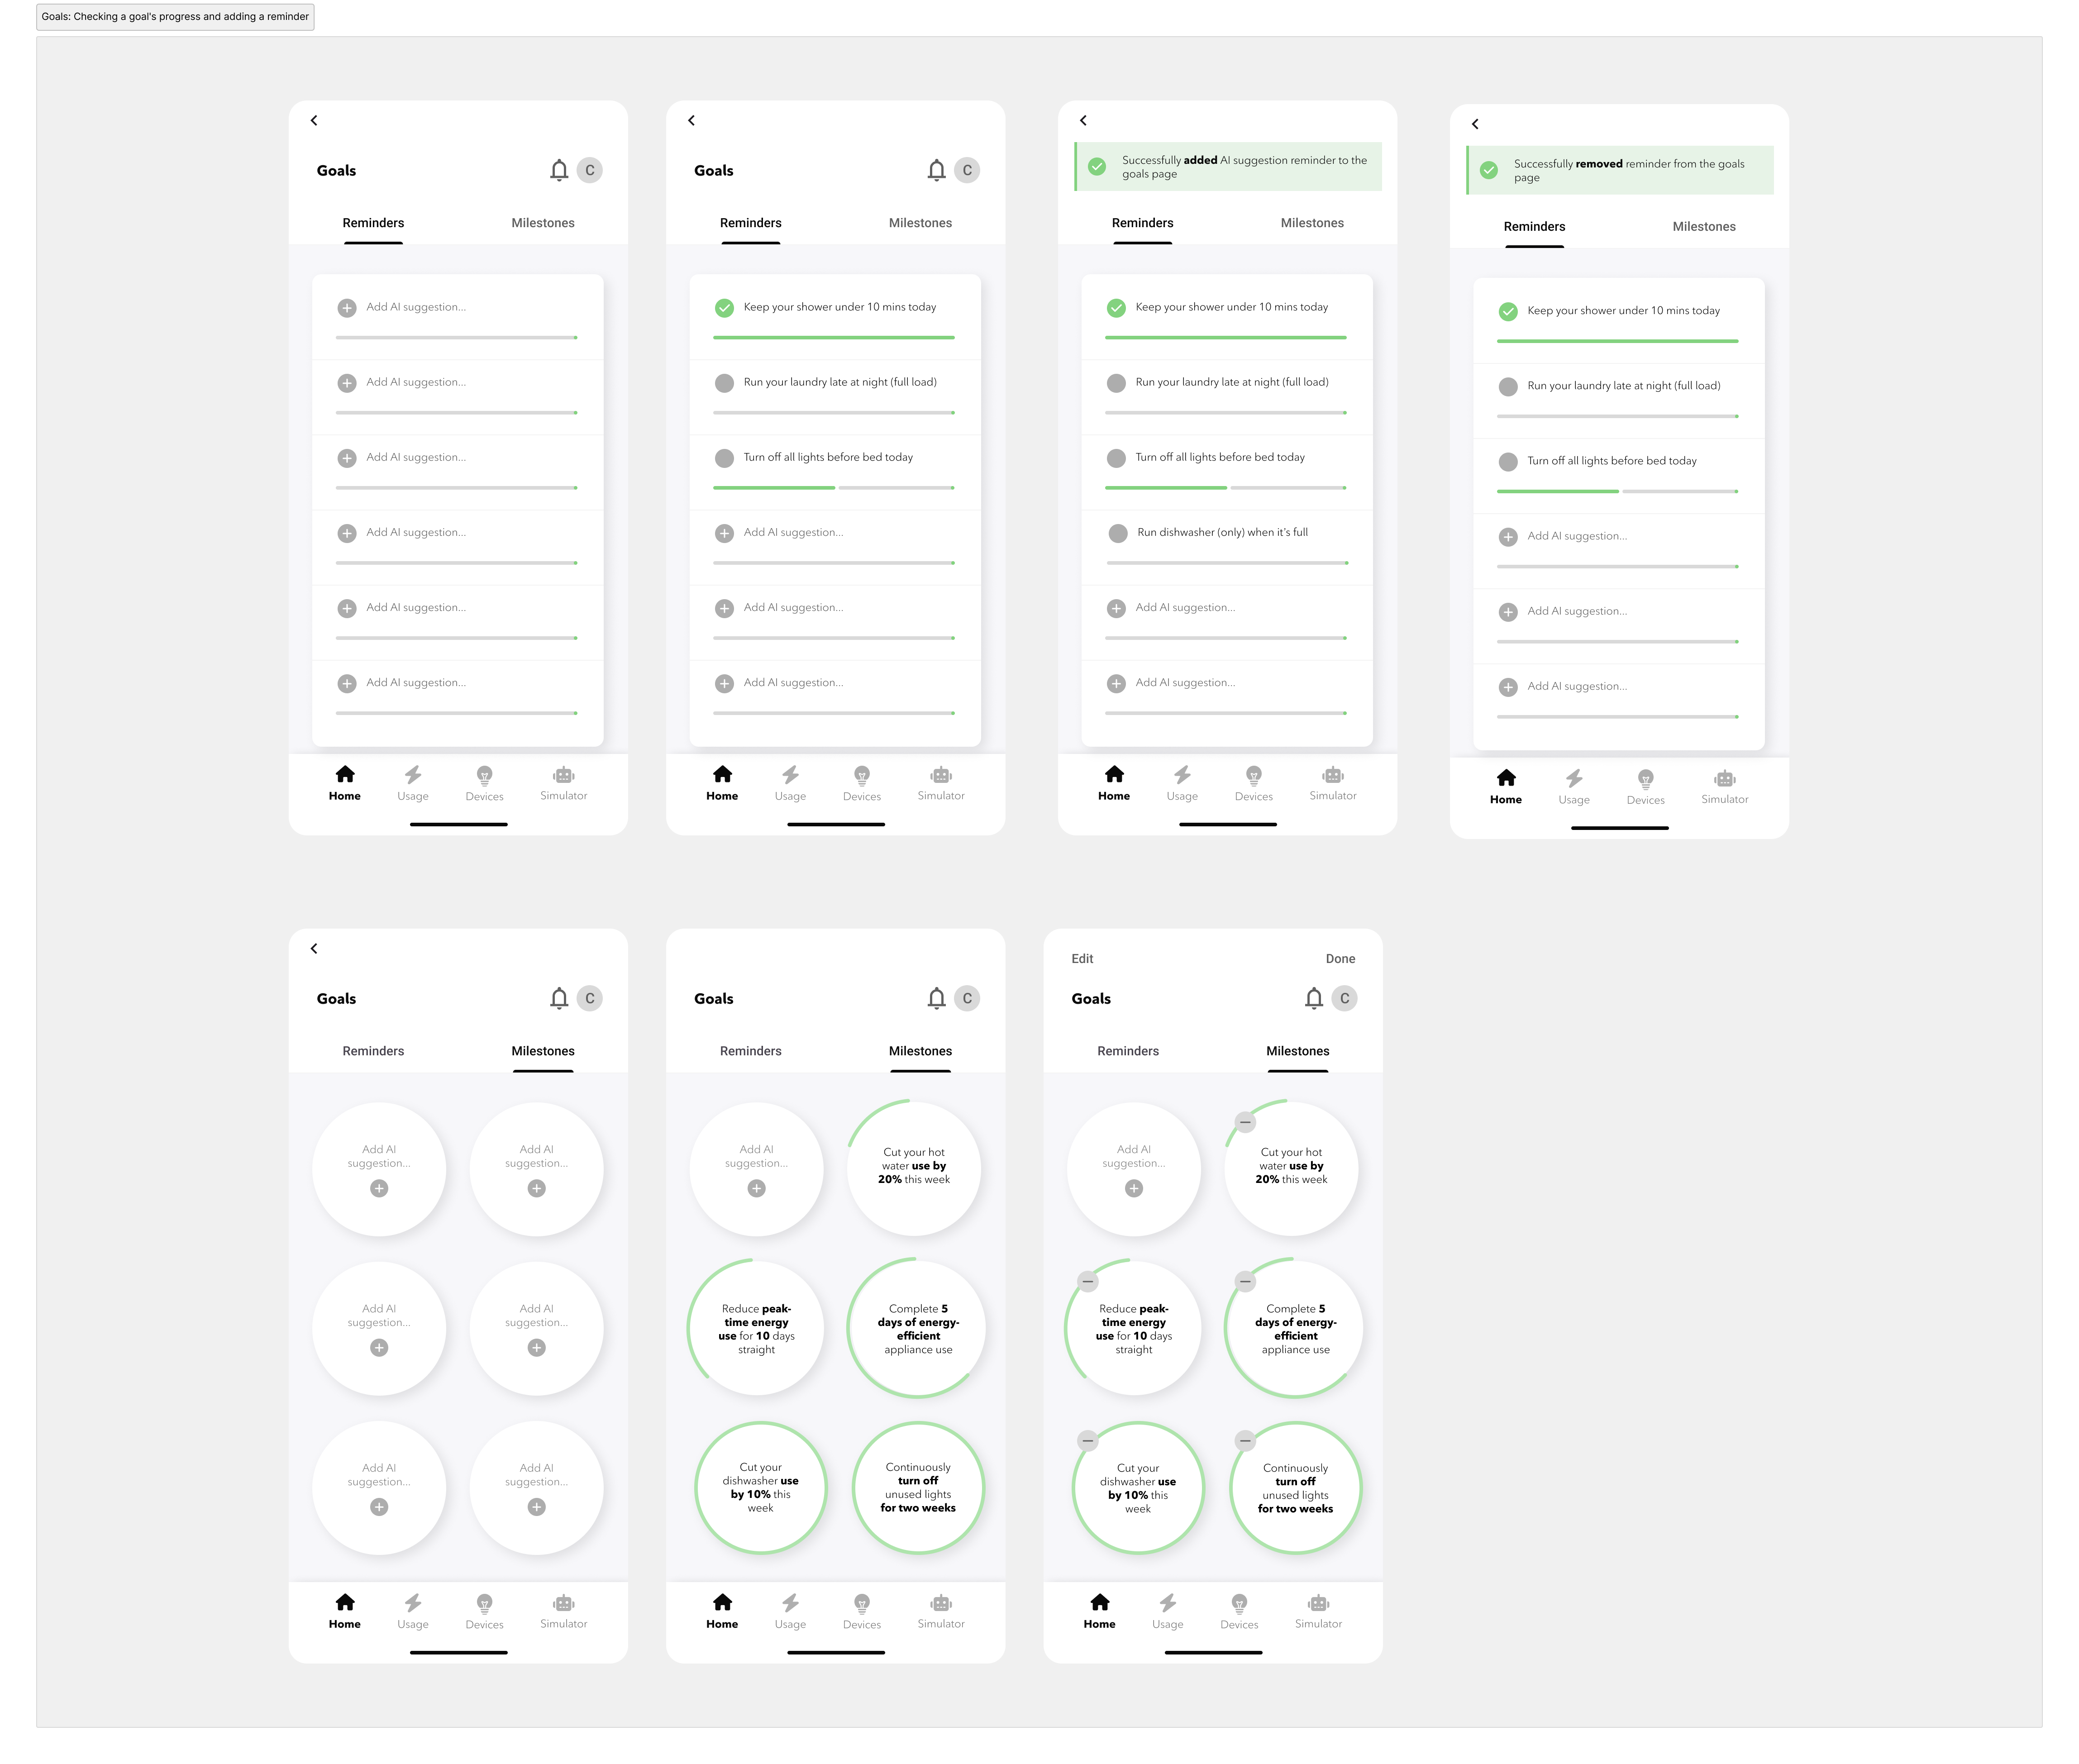 Goals: Checking a goal's progress and adding a reminder
Goals
C
Reminders
Milestones
Add AI suggestion...
Add AI suggestion...
Add AI suggestion...
Add AI suggestion...
Add AI suggestion...
Add AI suggestion...
Home
Usage
Devices
Simulator
Goals
C
Reminders
Milestones
Keep your shower under 10 mins today
Run your laundry late at night (full load)
Turn off all lights before bed today
Add AI suggestion...
Add AI suggestion...
Add AI suggestion...
Home
Usage
Devices
Simulator
Successfully added AI suggestion reminder to the
goals page
Reminders
Milestones
Keep your shower under 10 mins today
Run your laundry late at night (full load)
Turn off all lights before bed today
Run dishwasher (only) when it's full
Add AI suggestion...
Add AI suggestion...
Home
Usage
Devices
Simulator
Successfully removed reminder from the goals
page
Reminders
Milestones
Keep your shower under 10 mins today
Run your laundry late at night (full load)
Turn off all lights before bed today
Add AI suggestion...
Add AI suggestion...
Add AI suggestion...
Home
Usage
Devices
Simulator
Goals
C
Reminders
Milestones
Add AI
suggestion...
Add AI
suggestion...
Add AI
suggestion...
Add AI
suggestion...
Add AI
suggestion...
Add AI
suggestion...
Home
Usage
Devices
Simulator
Goals
C
Reminders
Milestones
Add AI
suggestion...
Cut your hot
water use by
20% this week
Reduce peak-
time energy
use for 10 days
straight
Complete 5
days of energy-
efficient
appliance use
Cut your
dishwasher use
by 10% this
week
Continuously
turn off
unused lights
for two weeks
Home
Usage
Devices
Simulator
Edit
Done
Goals
C
Reminders
Milestones
Add AI
suggestion...
Cut your hot
water use by
20% this week
Reduce peak-
time energy
use for 10 days
straight
Complete 5
days of energy-
efficient
appliance use
Cut your
dishwasher use
by 10% this
week
Continuously
turn off
unused lights
for two weeks
Home
Usage
Devices
Simulator